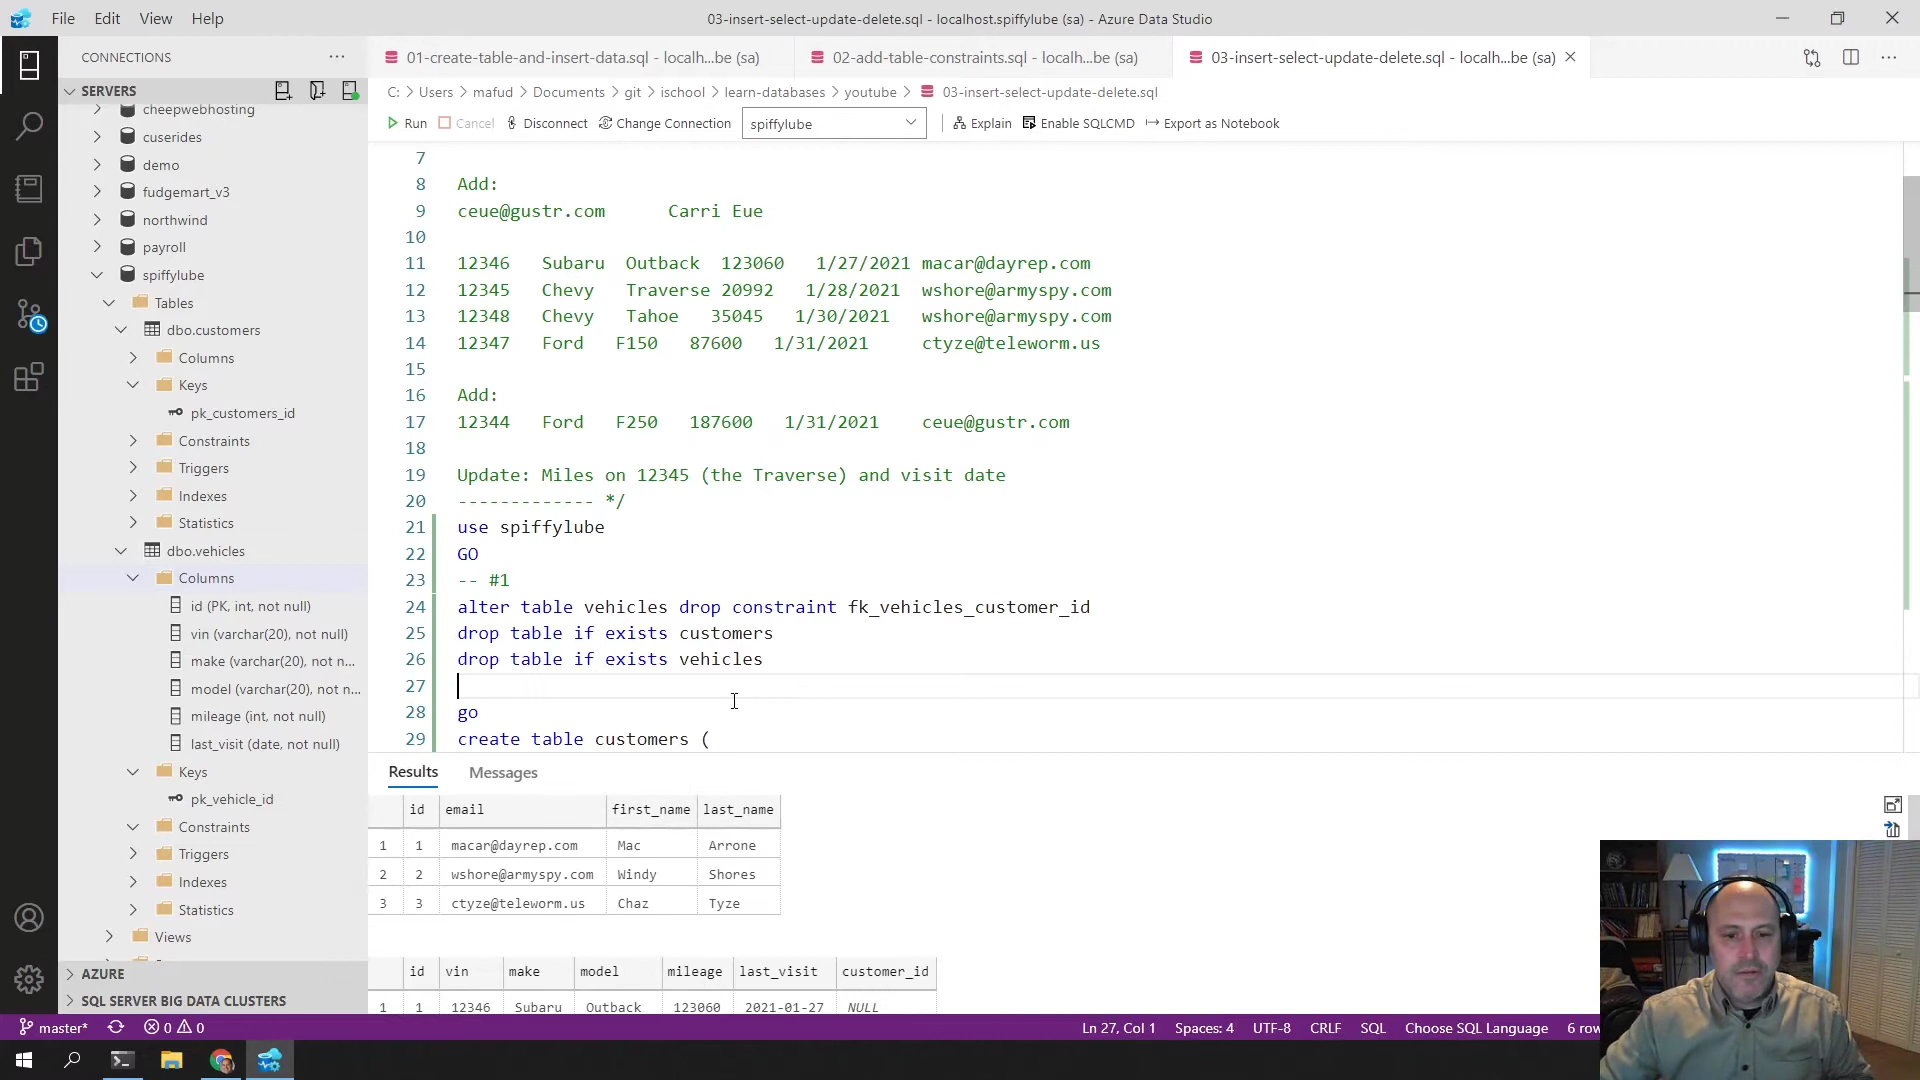 File Edit View Help
03-insert-select-update-delete.sql - localhost.spiffylube (sa) - Azure Data Studio
CONNECTIONS
01-create-table-and-insert-data.sql - localh...be (sa)
02-add-table-constraints.sql - localh...be (sa)
03-insert-select-update-delete.sql - localh...be (sa)
C: > Users > mafud > Documents > git > ischool > learn-databases > youtube > 03-insert-select-update-delete.sql
Run Cancel Disconnect Change Connection spiffylube Explain Enable SQLCMD Export as Notebook
SERVERS
cheepwebhosting
cuserides
demo
fudgemart_v3
northwind
payroll
spiffylube
Tables
dbo.customers
Columns
Keys
pk_customers_id
Constraints
Triggers
Indexes
Statistics
dbo.vehicles
Columns
id (PK, int, not null)
vin (varchar(20), not null)
make (varchar(20), not n...
model (varchar(20), not n...
mileage (int, not null)
last_visit (date, not null)
Keys
pk_vehicle_id
Constraints
Triggers
Indexes
Statistics
Views
AZURE
SQL SERVER BIG DATA CLUSTERS
7
8 Add:
9 ceue@gustr.com Carri Eue
10
11 12346 Subaru Outback 123060 1/27/2021 macar@dayrep.com
12 12345 Chevy Traverse 20992 1/28/2021 wshore@armyspy.com
13 12348 Chevy Tahoe 35045 1/30/2021 wshore@armyspy.com
14 12347 Ford F150 87600 1/31/2021 ctyze@teleworm.us
15
16 Add:
17 12344 Ford F250 187600 1/31/2021 ceue@gustr.com
18
19 Update: Miles on 12345 (the Traverse) and visit date
20 ------------- */
21 use spiffylube
22 GO
23 -- #1
24 alter table vehicles drop constraint fk_vehicles_customer_id
25 drop table if exists customers
26 drop table if exists vehicles
27
28 go
29 create table customers (
Results Messages
id email first_name last_name
1 1 macar@dayrep.com Mac Arrone
2 2 wshore@armyspy.com Windy Shores
3 3 ctyze@teleworm.us Chaz Tyze
id vin make model mileage last_visit customer_id
1 1 12346 Subaru Outback 123060 2021-01-27 NULL
master* 0 0 Ln 27, Col 1 Spaces: 4 UTF-8 CRLF SQL Choose SQL Language 6 row